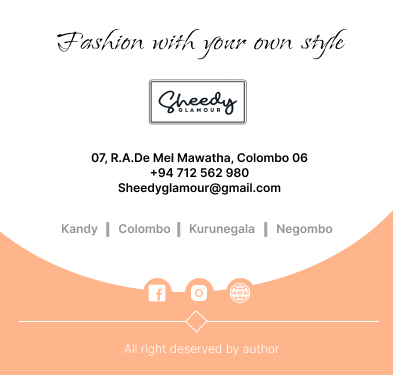 Fashion with your own style
Sheedy
GLAMOUR
07, R.A.De Mel Mawatha, Colombo 06
+94 712 562 980
Sheedyglamour@gmail.com
Kandy | Colombo | Kurunegala | Negombo
All right deserved by author